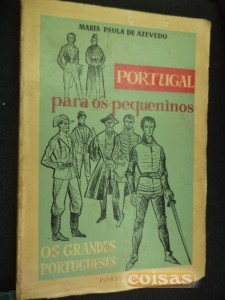 MARIA PAULA DE AZEVEDO
PORTUGAL
para os pequeninos
OS GRANDES
PORTUGUESES
coisas